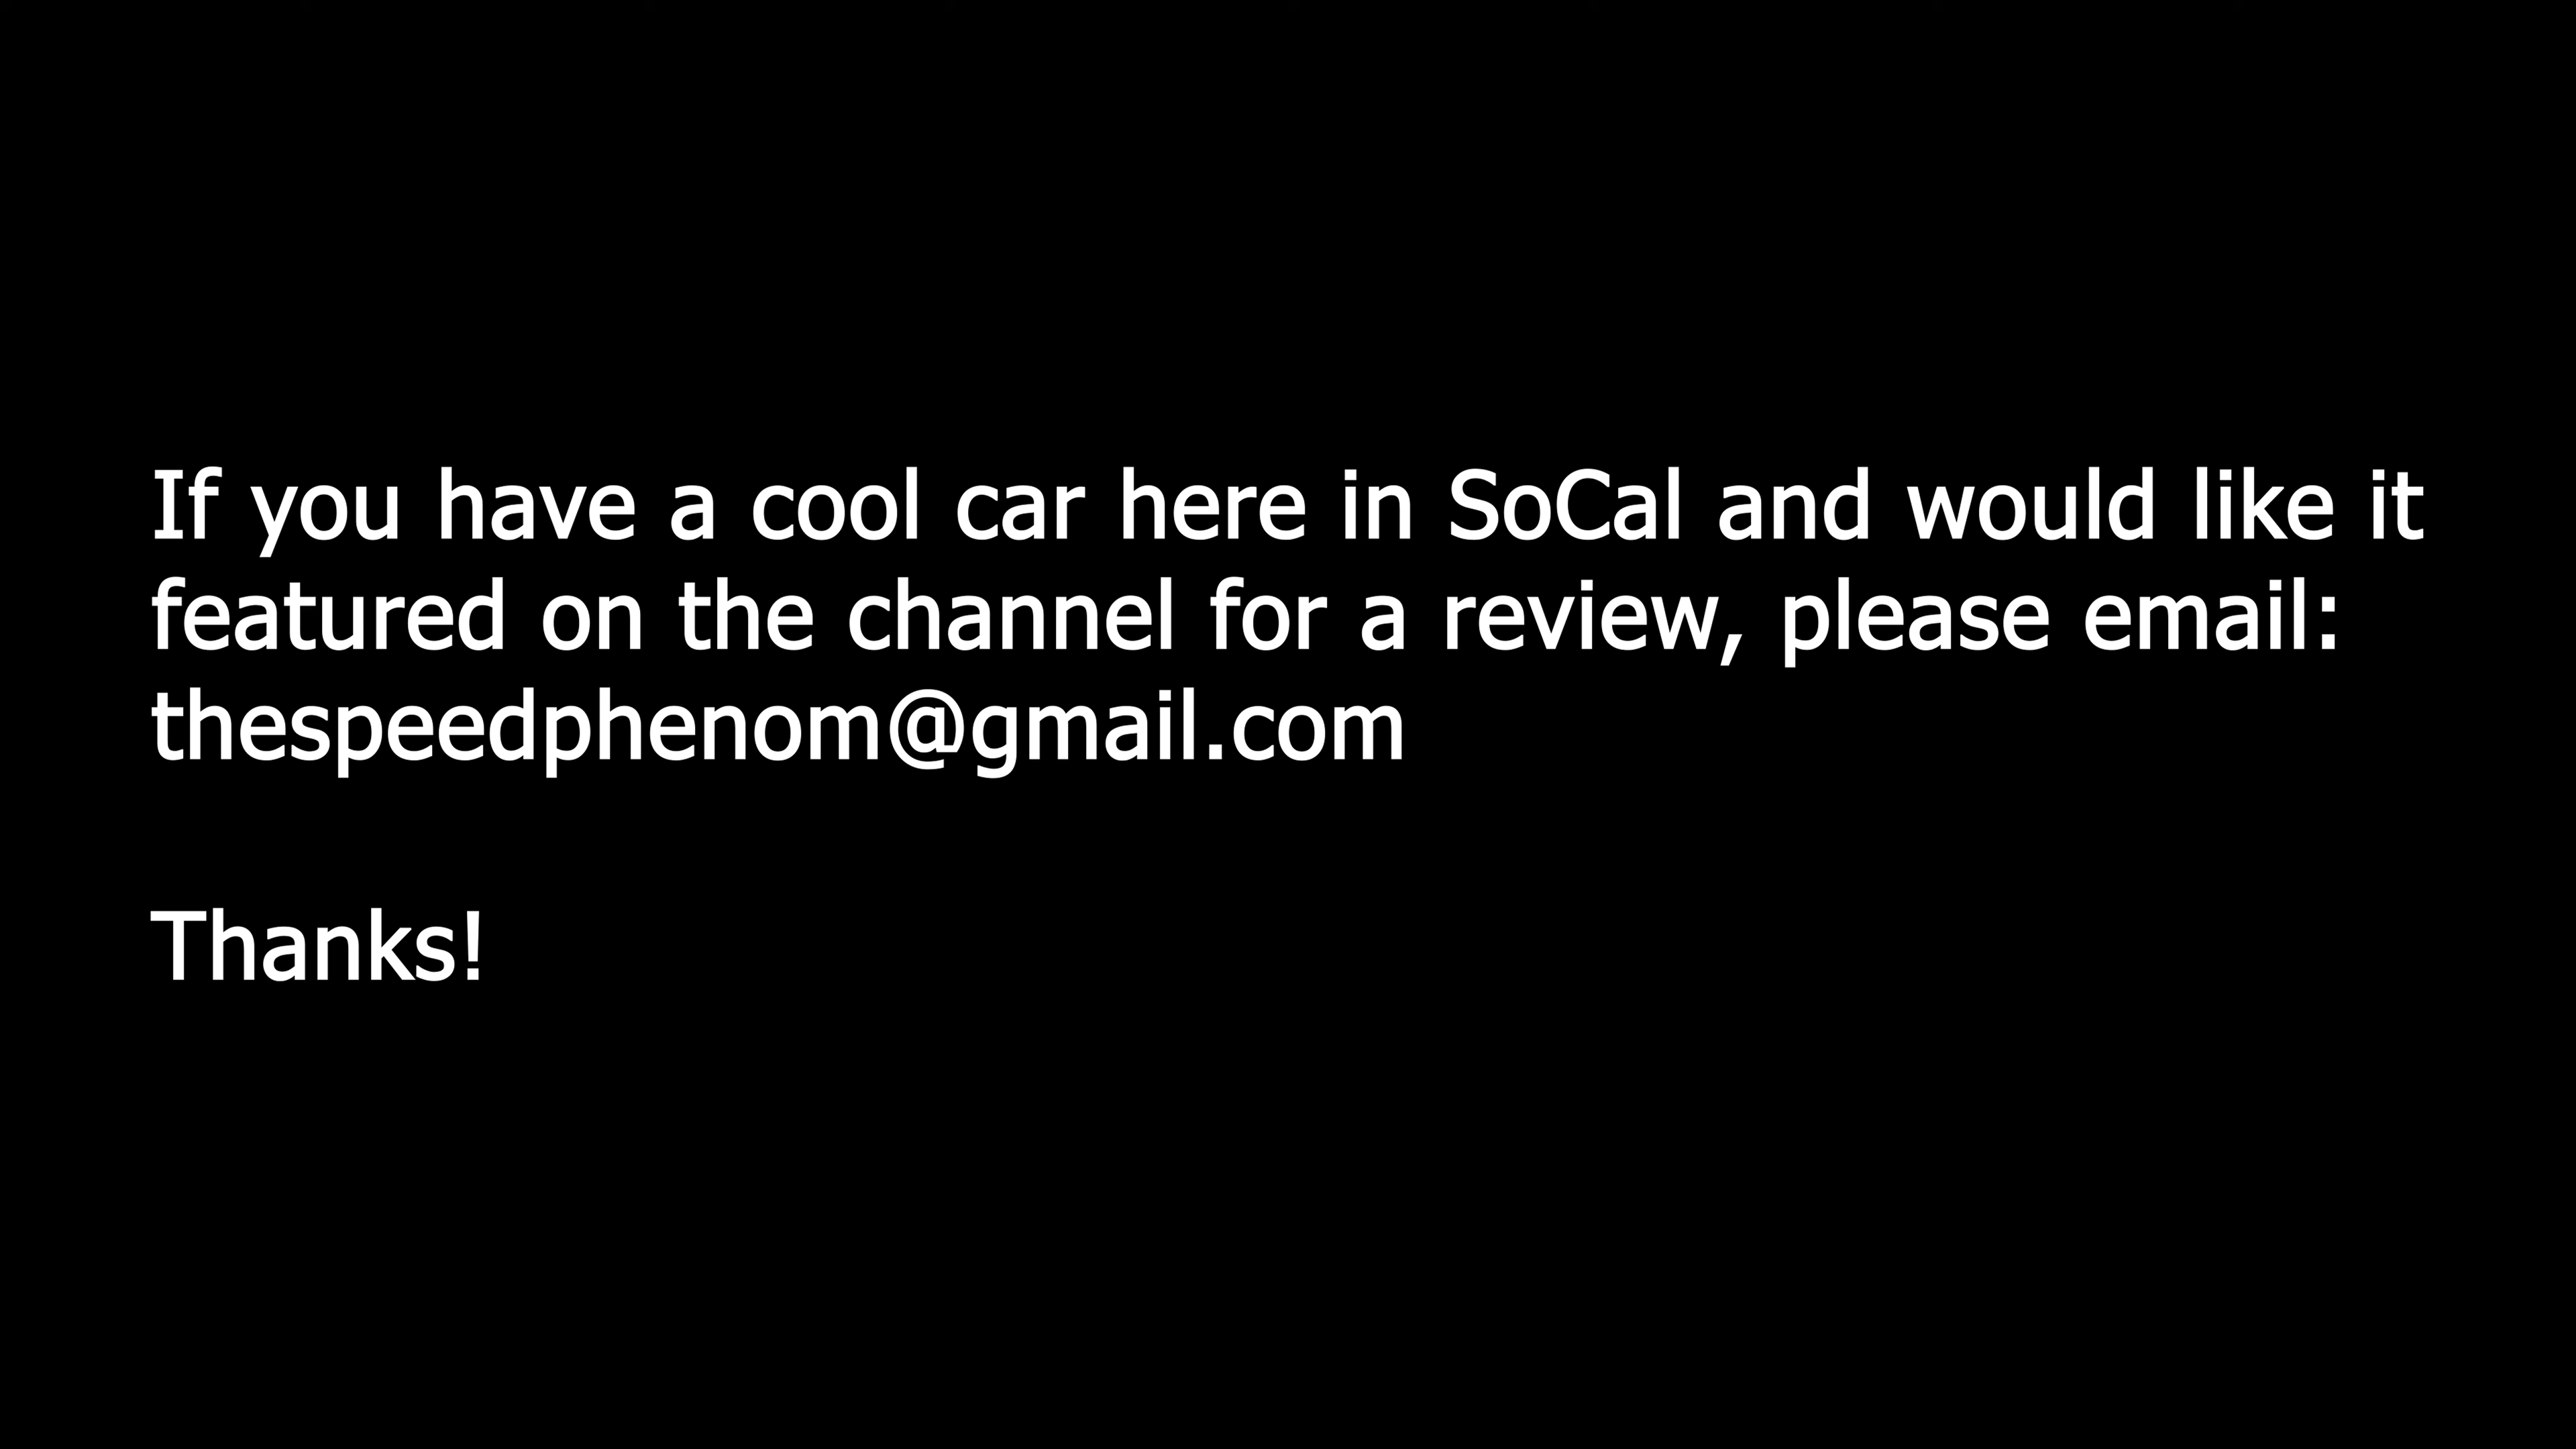 If you have a cool car here in SoCal and would like it
featured on the channel for a review, please email:
thespeedphenom@gmail.com
Thanks!